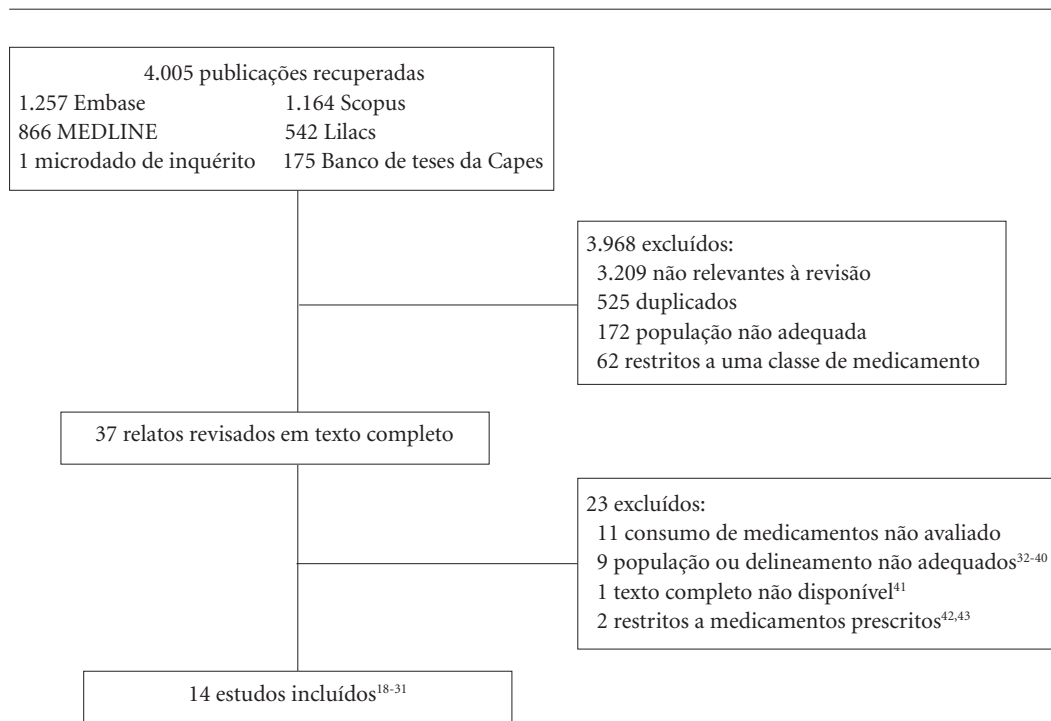 4.005 publicações recuperadas
1.257 Embase 1.164 Scopus
866 MEDLINE 542 Lilacs
1 microdado de inquérito 175 Banco de teses da Capes
3.968 excluídos:
3.209 não relevantes à revisão
525 duplicados
172 população não adequada
62 restritos a uma classe de medicamento
37 relatos revisados em texto completo
23 excluídos:
11 consumo de medicamentos não avaliado
9 população ou delineamento não adequados32-40
1 texto completo não disponível41
2 restritos a medicamentos prescritos42,43
14 estudos incluídos18-31